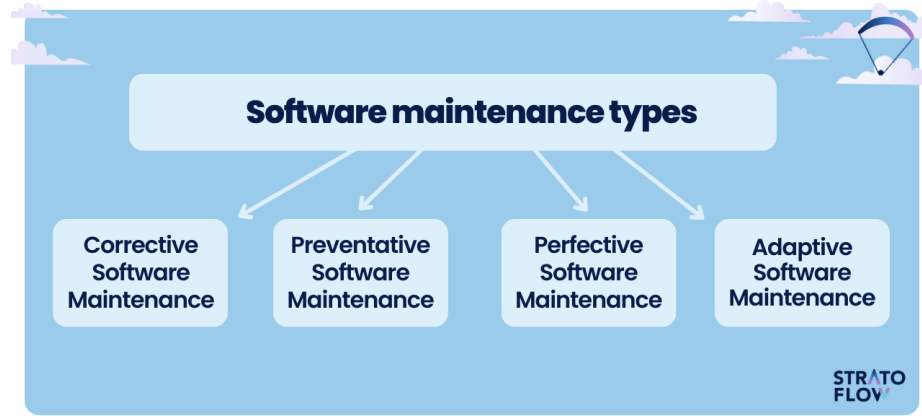 Software maintenance types
Corrective
Software
Maintenance
Preventative
Software
Maintenance
Perfective
Software
Maintenance
Adaptive
Software
Maintenance
STRATO
FLOW